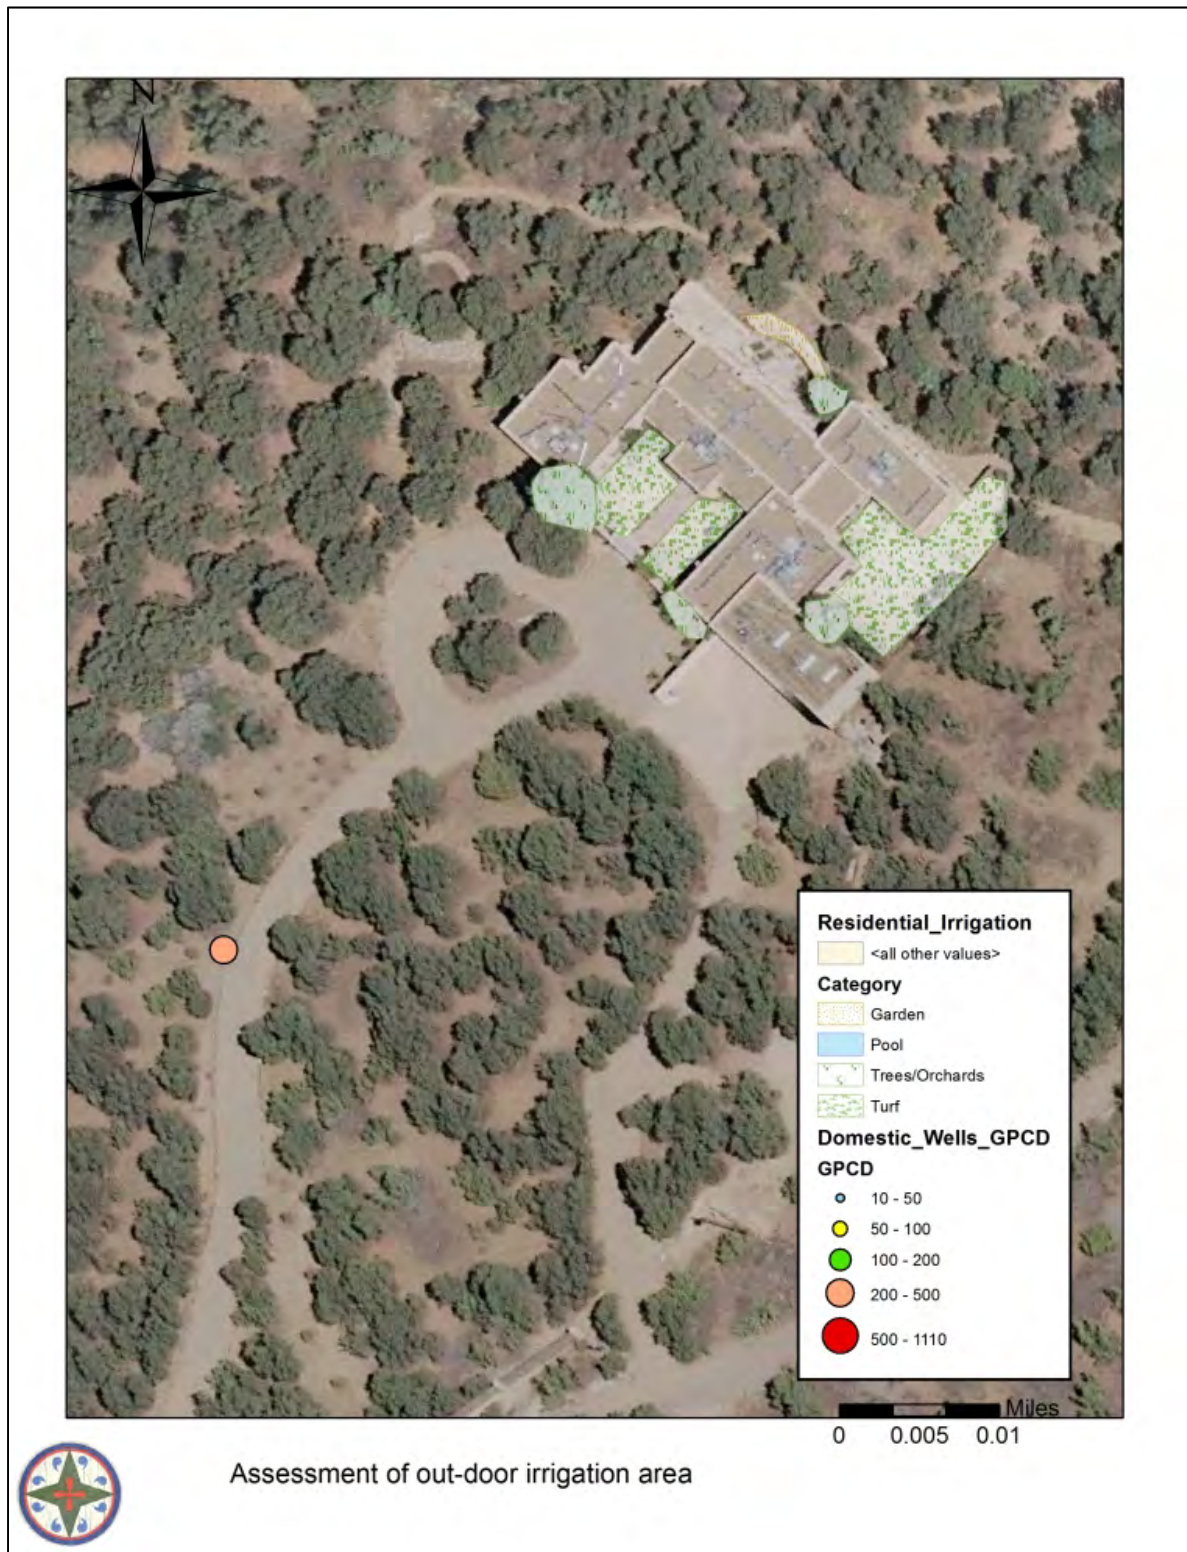 N
Residential_Irrigation
<all other values>
Category
Garden
Pool
Trees/Orchards
Turf
Domestic_Wells_GPCD
GPCD
10 - 50
50 - 100
100 - 200
200 - 500
500 - 1110
Miles
0 0.005 0.01
Assessment of out-door irrigation area